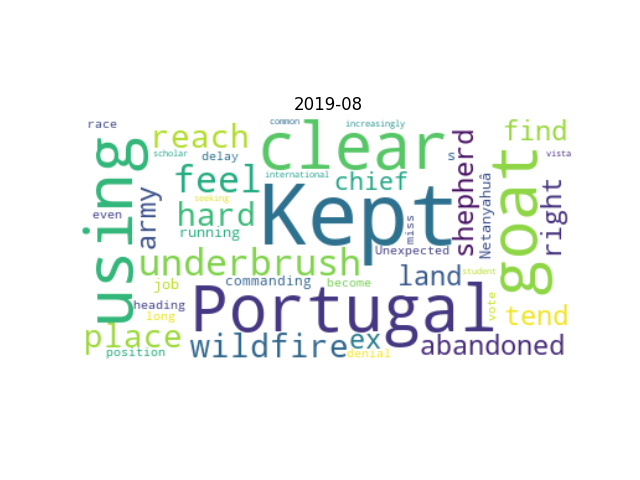 2019-08
race
common
increasingly
reach
clear
find
scholar
delay
s
vista
using
feel
international
chief
shepherd
goat
Netanyahuâ
right
army
seeking
Kept
even
hard
running
miss
Unexpected
underbrush
land
student
job
commanding
become
heading
long
Portugal
vote
tend
place
position
wildfire
ex
denial
abandoned